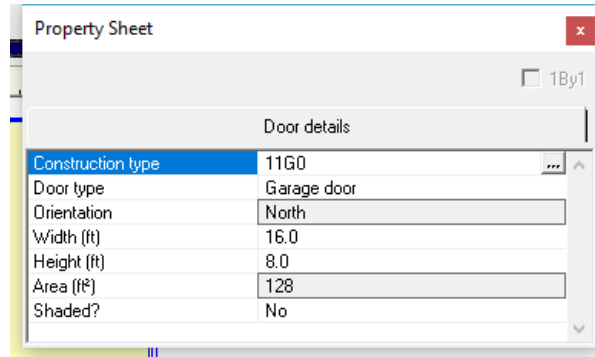 Property Sheet
x
1By1
Door details
Construction type 11G0 ...
Door type Garage door
Orientation North
Width (ft) 16.0
Height (ft) 8.0
Area (ft²) 128
Shaded? No